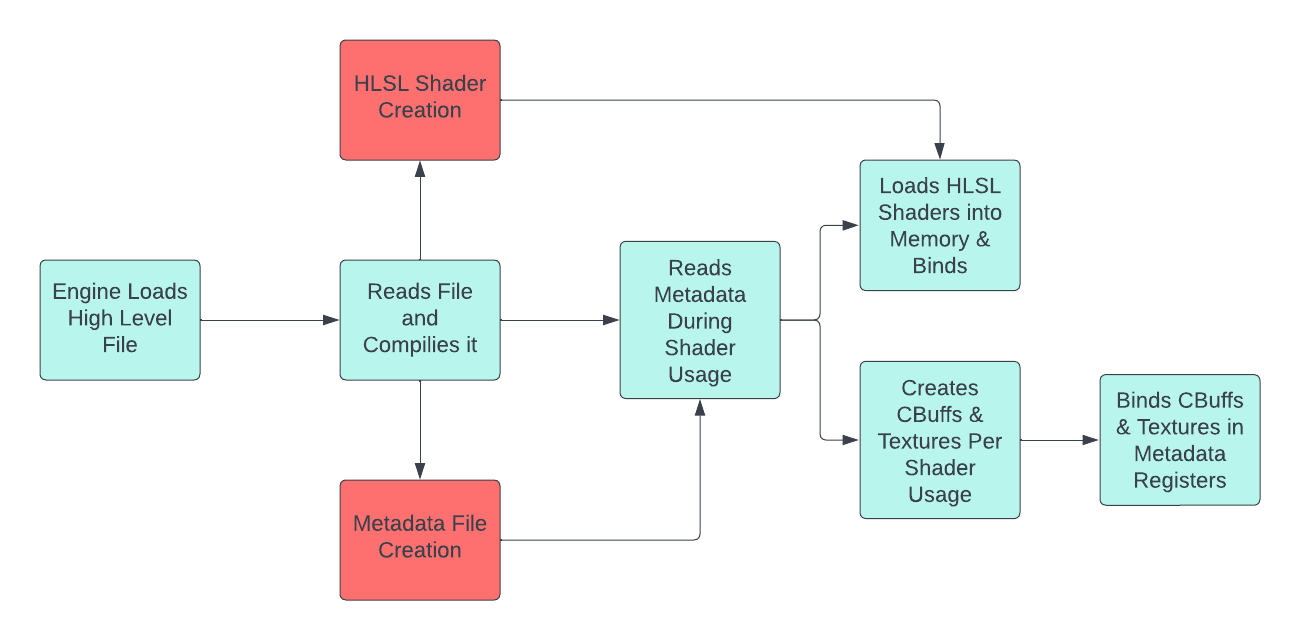 HLSL Shader
Creation
Loads HLSL
Shaders into
Memory &
Binds
Engine Loads
High Level
File
Reads File
and
Compilies it
Reads
Metadata
During
Shader
Usage
Creates
CBuffs &
Textures Per
Shader
Usage
Binds CBuffs
& Textures in
Metadata
Registers
Metadata File
Creation